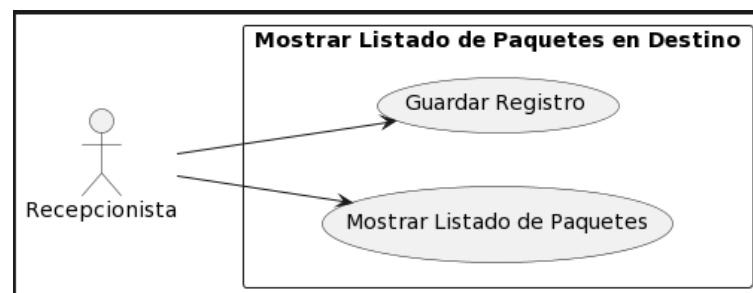 Mostrar Listado de Paquetes en Destino
Guardar Registro
Recepcionista
Mostrar Listado de Paquetes